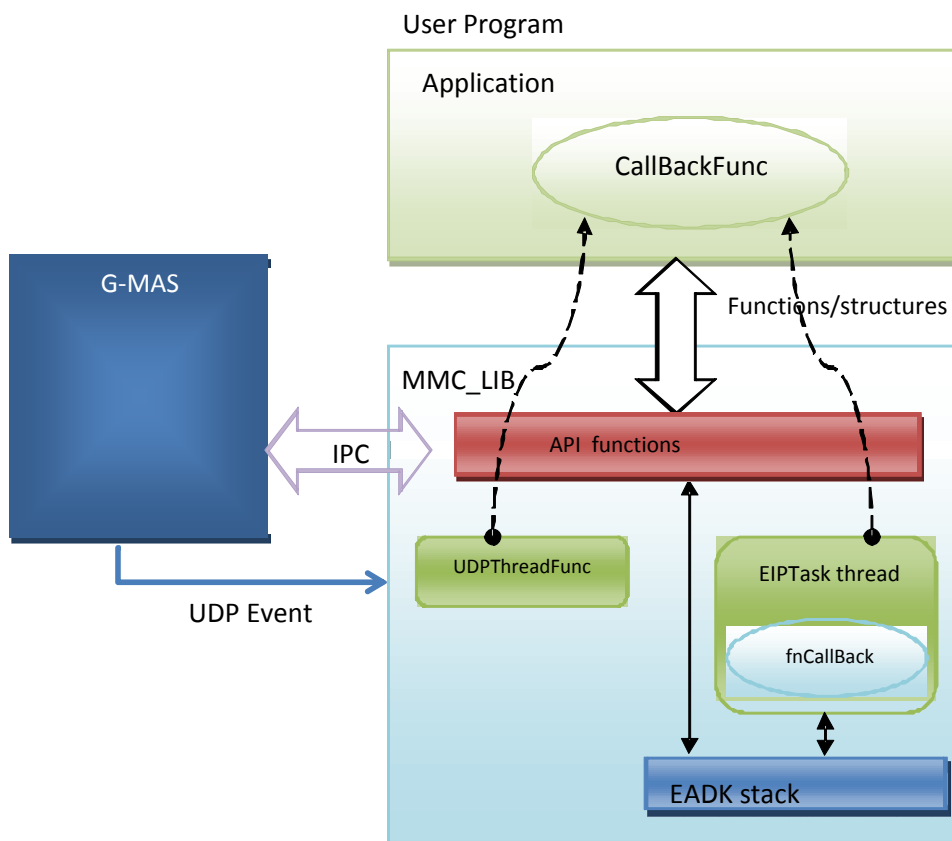 User Program
Application
CallBackFunc
G-MAS
Functions/structures
MMC_LIB
API functions
IPC
UDPThreadFunc
EIPTask thread
UDP Event
fnCallBack
EADK stack